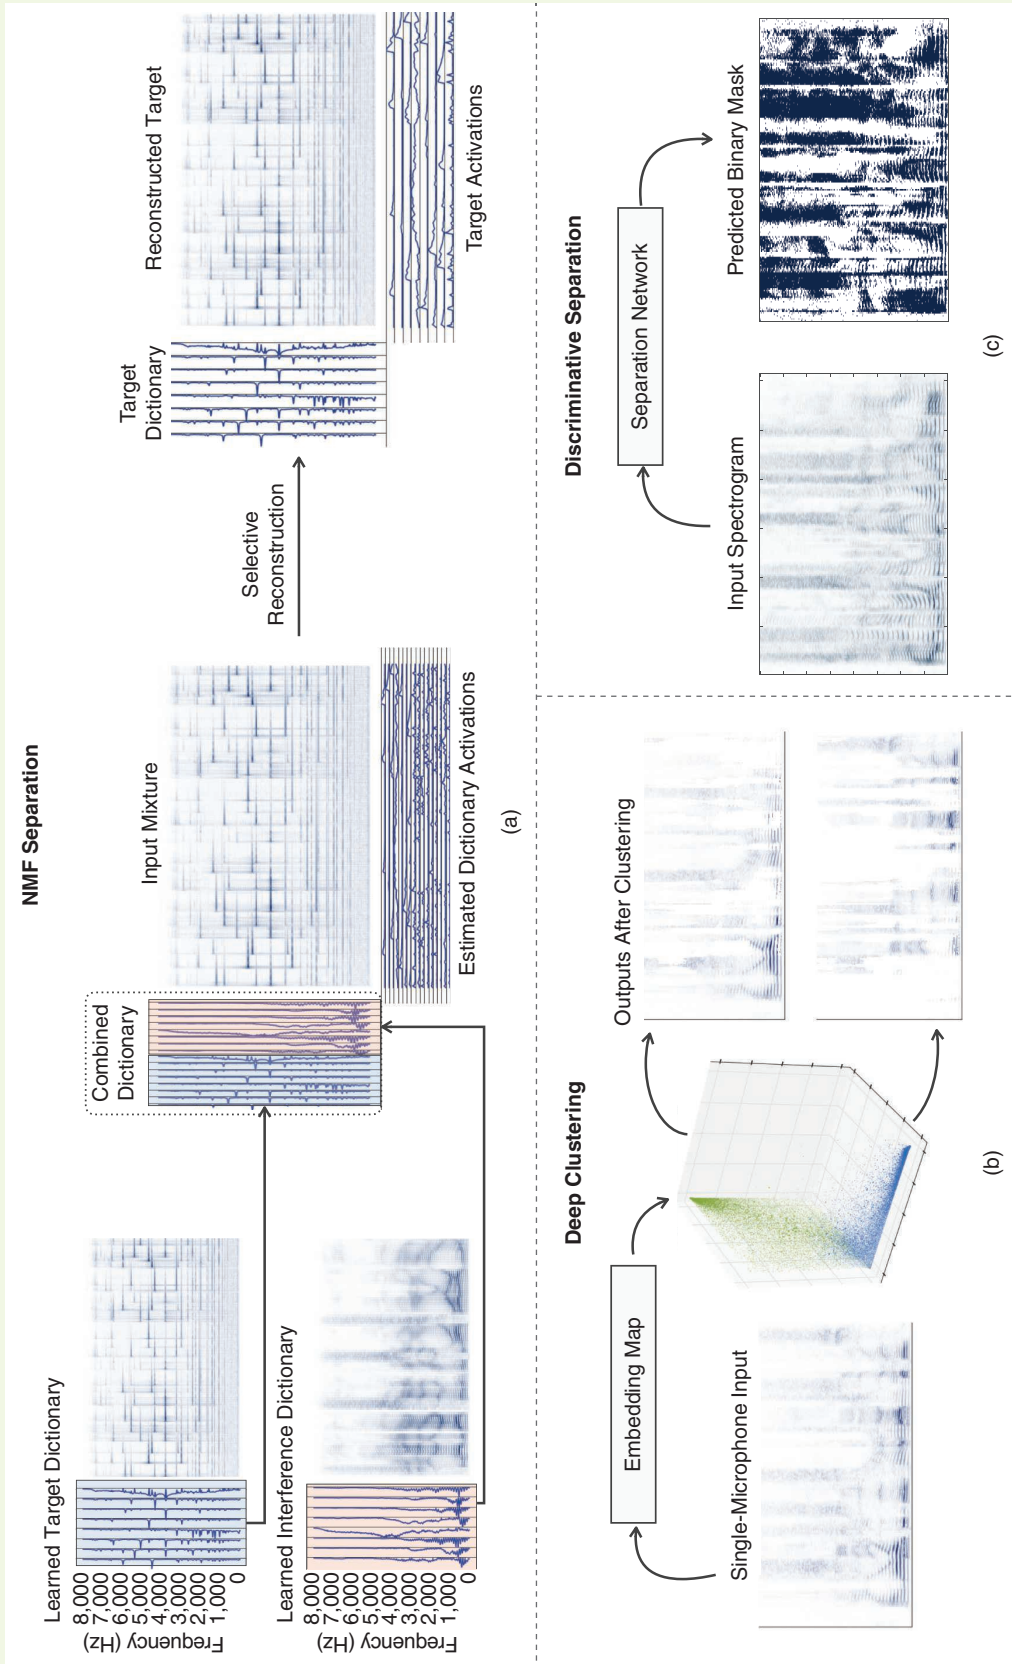 NMF Separation
Learned Target Dictionary
Frequency (Hz)
8,000
7,000
6,000
5,000
4,000
3,000
2,000
1,000
0
Learned Interference Dictionary
Frequency (Hz)
8,000
7,000
6,000
5,000
4,000
3,000
2,000
1,000
0
Combined
Dictionary
Input Mixture
Estimated Dictionary Activations
Selective
Reconstruction
Target
Dictionary
Reconstructed Target
Target Activations
(a)
Deep Clustering
Single-Microphone Input
Embedding Map
Outputs After Clustering
(b)
Discriminative Separation
Input Spectrogram
Separation Network
Predicted Binary Mask
(c)